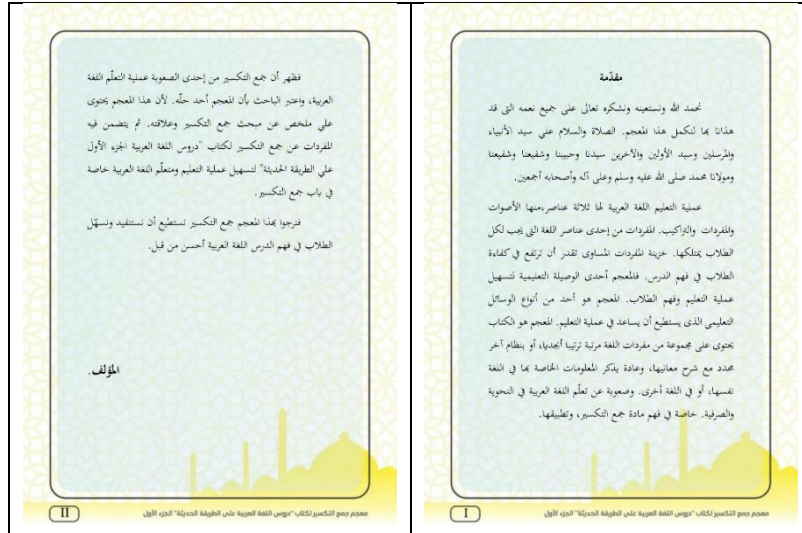 مقدّمة
نحمد الله ونستعينه ونشكره تعالى على جميع نعمه التى قد
هذانا بها لنكمل هذا المعجم. الصلاة والسلام علي سيد الأنبياء
والمرسلين وسيد الأولين والآخرين سيدنا وحبيبنا وشفيعنا وشفيعنا
ومولانا محمد صلى الله عليه وسلم وعلى آله وأصحابه أجمعين.
عملية التعليم اللغة العربية لها ثلاثة عناصر،منها الأصوات
والمفردات والتراكيب. المفردات من إحدى عناصر اللغة التى يجب لكل
الطلاب يمتلكها. خزينة المفردات المساوى تقدر أن ترتفع في كفاءة
الطلاب في فهم الدرس. فالمعجم أحدى الوصيلة التعليمية لتسهيل
عملية التعليم وفهم الطلاب. المعجم هو أحد من أنواع الوسائل
التعليمى الذى يستطيع أن يساعد في عملية التعليم. المعجم هو الكتاب
يحتوى على مجموعة من مفردات اللغة مرتبة ترتيبا أبجديا، أو بنظام آخر
محدد مع شرح معانيها، وعادة يذكر المعلومات الخاصة بها في اللغة
نفسها، أو في اللغة أخرى. وصعوبة عن تعلّم اللغة العربية في النحوية
والصرفية. خاصة في فهم مادة جمع التكسير، وتطبيقها.
معجم جمع التكسير لكتاب "دروس اللغة العربية على الطريقة الحديثة" الجزء الأول
I
فظهر أن جمع التكسير من إحدى الصعوبة عملية التعلّم اللغة
العربية، واعتبر الباحث بأن المعجم أحد حلّه. لأن هذا المعجم يحتوى
علي ملخص عن مبحث جمع التكسير وعلاقته. ثم يتضمن فيه
المفردات عن جمع التكسير لكتاب "دروس اللغة العربية الجزء الأول
علي الطريقة الحديثة" لتسهيل عملية التعليم ومتعلّم اللغة العربية خاصة
في باب جمع التكسير.
فنرجوا بهذا المعجم جمع التكسير نستطيع أن نستفيد ونسهّل
الطلاب في فهم الدرس اللغة العربية أحسن من قبل.
المؤلف.
معجم جمع التكسير لكتاب "دروس اللغة العربية على الطريقة الحديثة" الجزء الأول
II